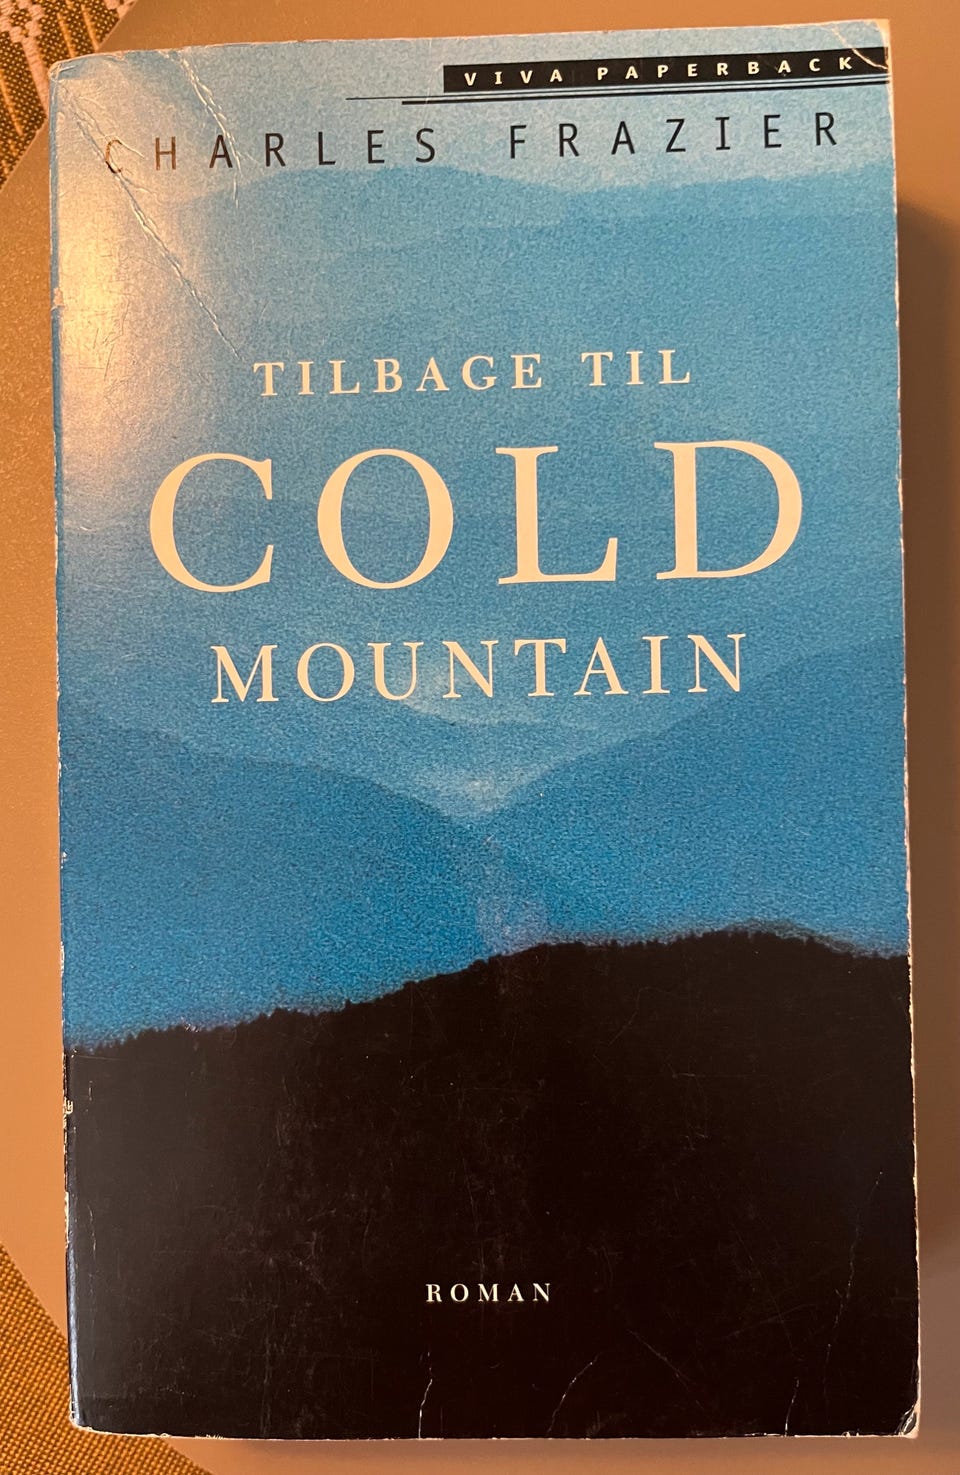 VIVA PAPERBACK
CHARLES FRAZIER
TILBAGE TIL
COLD
MOUNTAIN
ROMAN